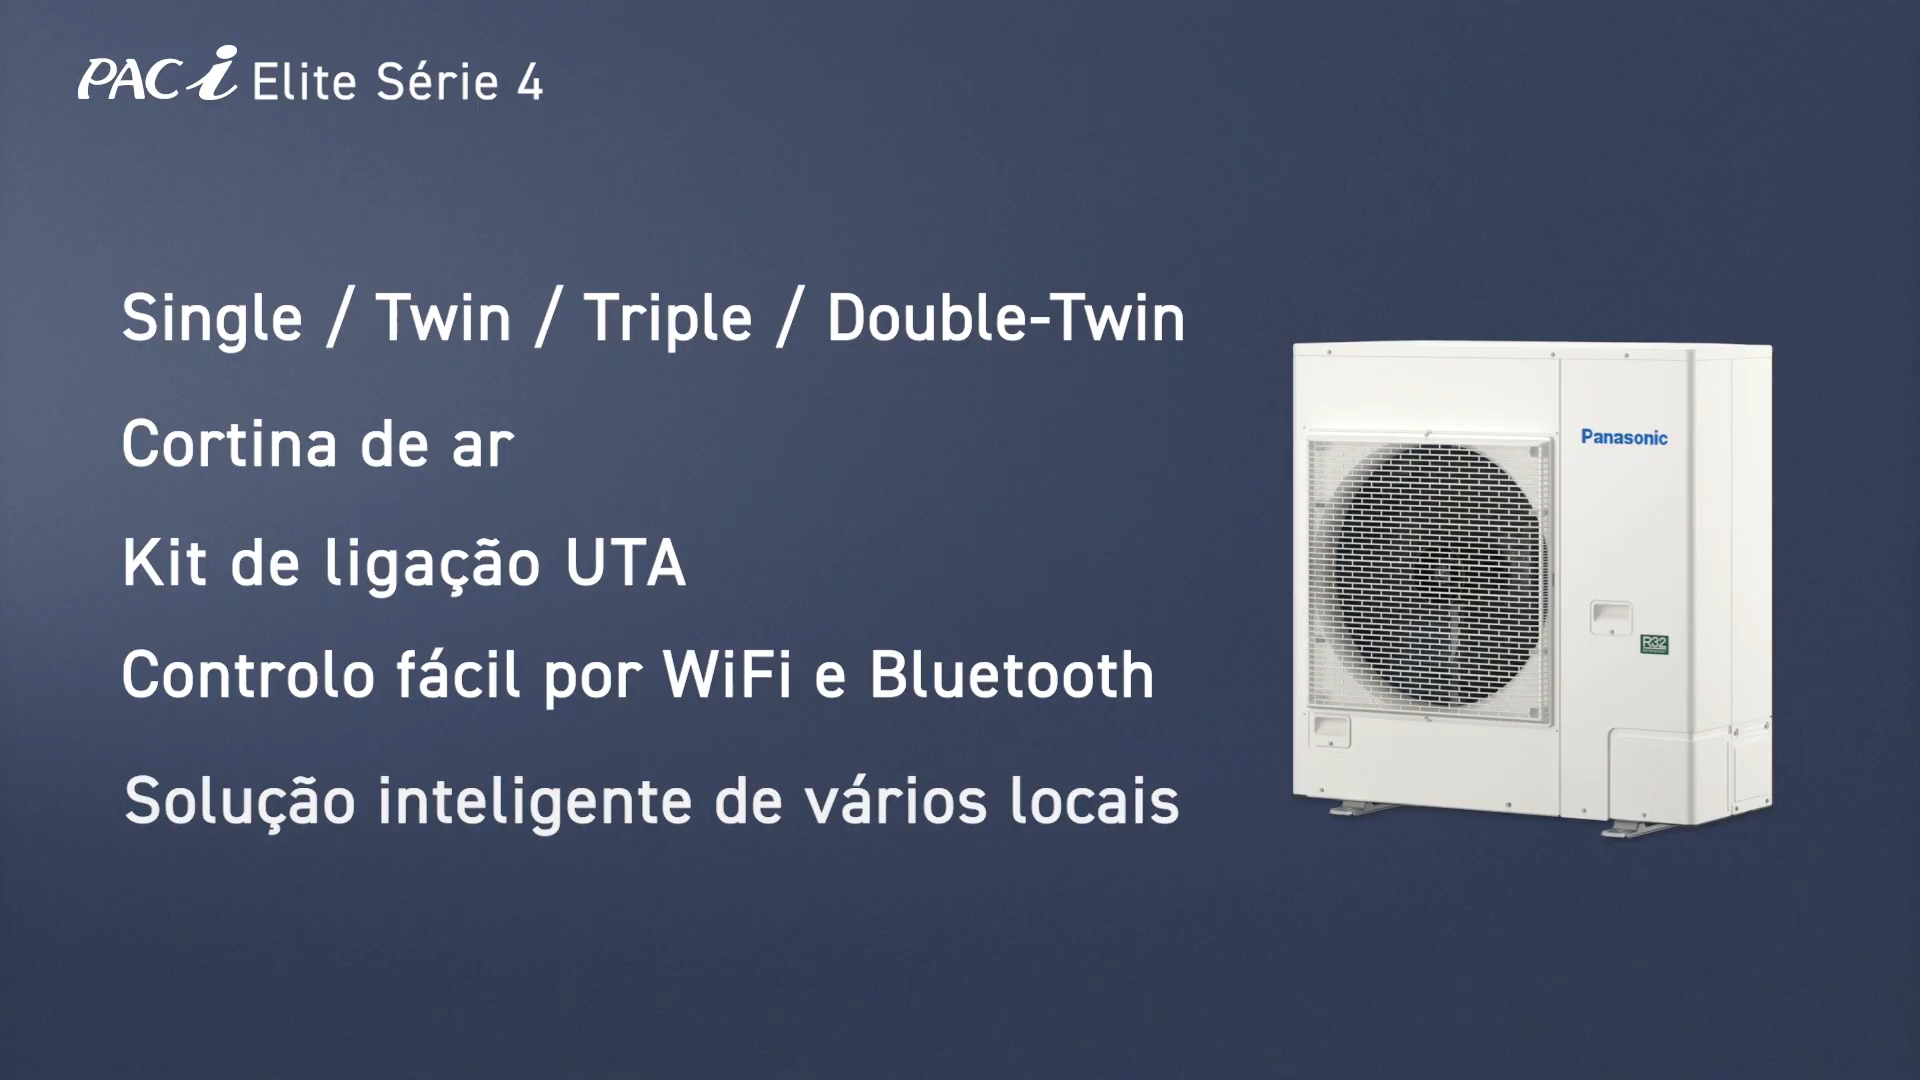 PACi Elite Série 4
Single / Twin / Triple / Double-Twin
Cortina de ar
Panasonic
Kit de ligação UTA
R32
Controlo fácil por WiFi e Bluetooth
Solução inteligente de vários locais